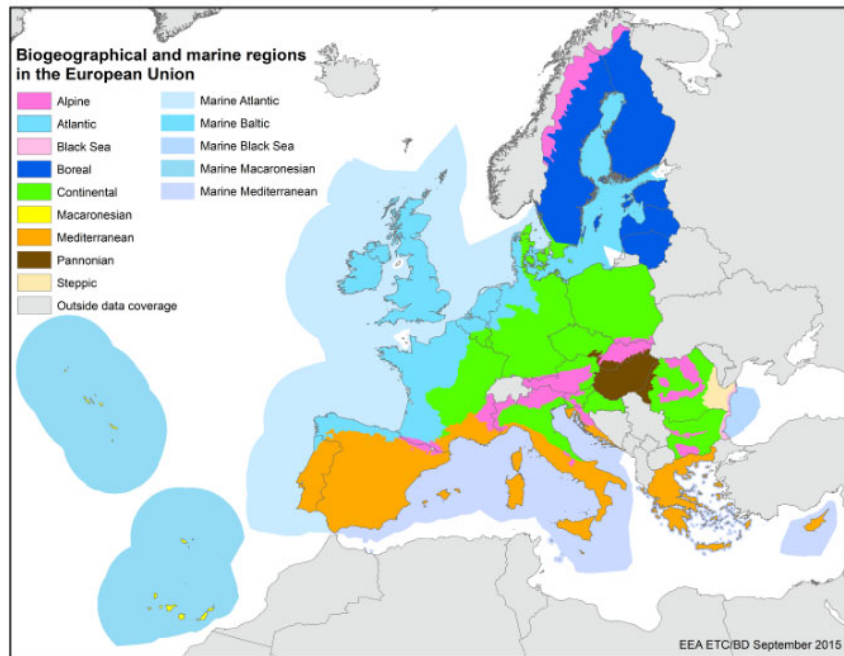 Biogeographical and marine regions
in the European Union
Alpine
Atlantic
Black Sea
Boreal
Continental
Macaronesian
Mediterranean
Pannonian
Steppic
Outside data coverage
Marine Atlantic
Marine Baltic
Marine Black Sea
Marine Macaronesian
Marine Mediterranean
EEA ETC/BD September 2015